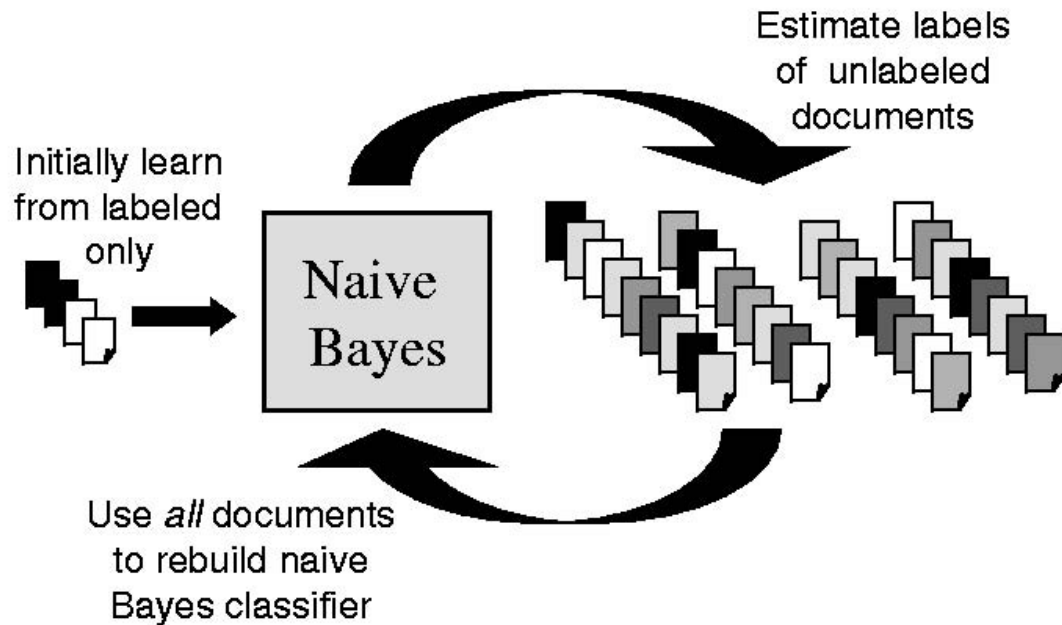 Estimate labels
of unlabeled
documents
Initially learn
from labeled
only
Naive
Bayes
Use all documents
to rebuild naive
Bayes classifier